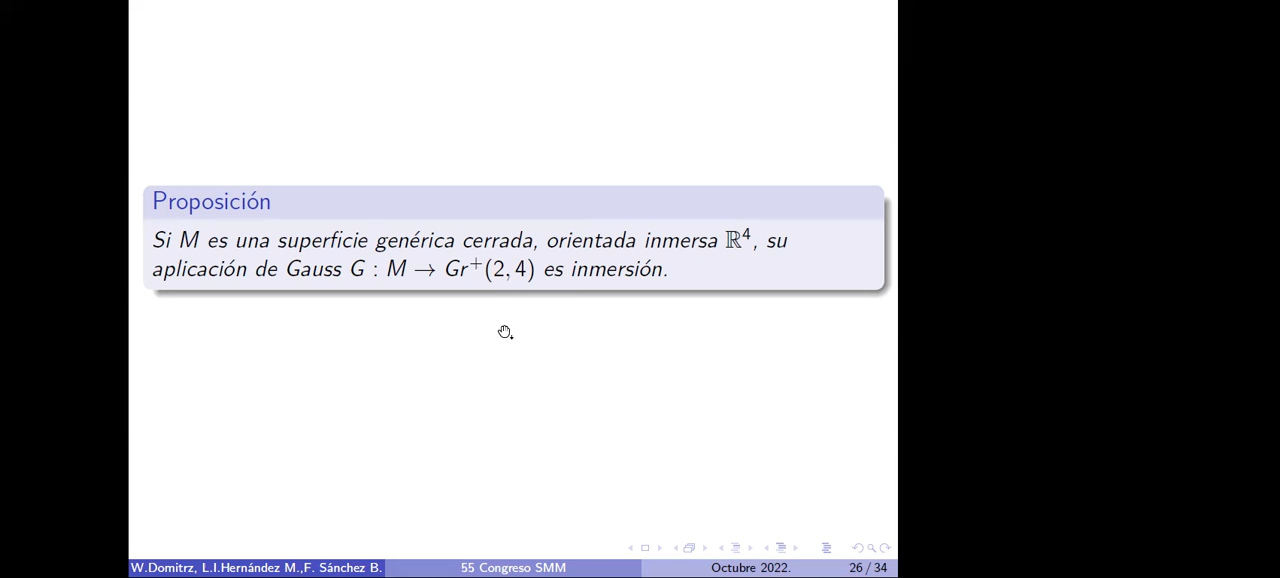 Proposición
Si M es una superficie genérica cerrada, orientada inmersa ℝ⁴, su
aplicación de Gauss G : M → Gr⁺(2, 4) es inmersión.
W.Domitrz, L.I.Hernández M.,F. Sánchez B. 55 Congreso SMM Octubre 2022. 26 / 34